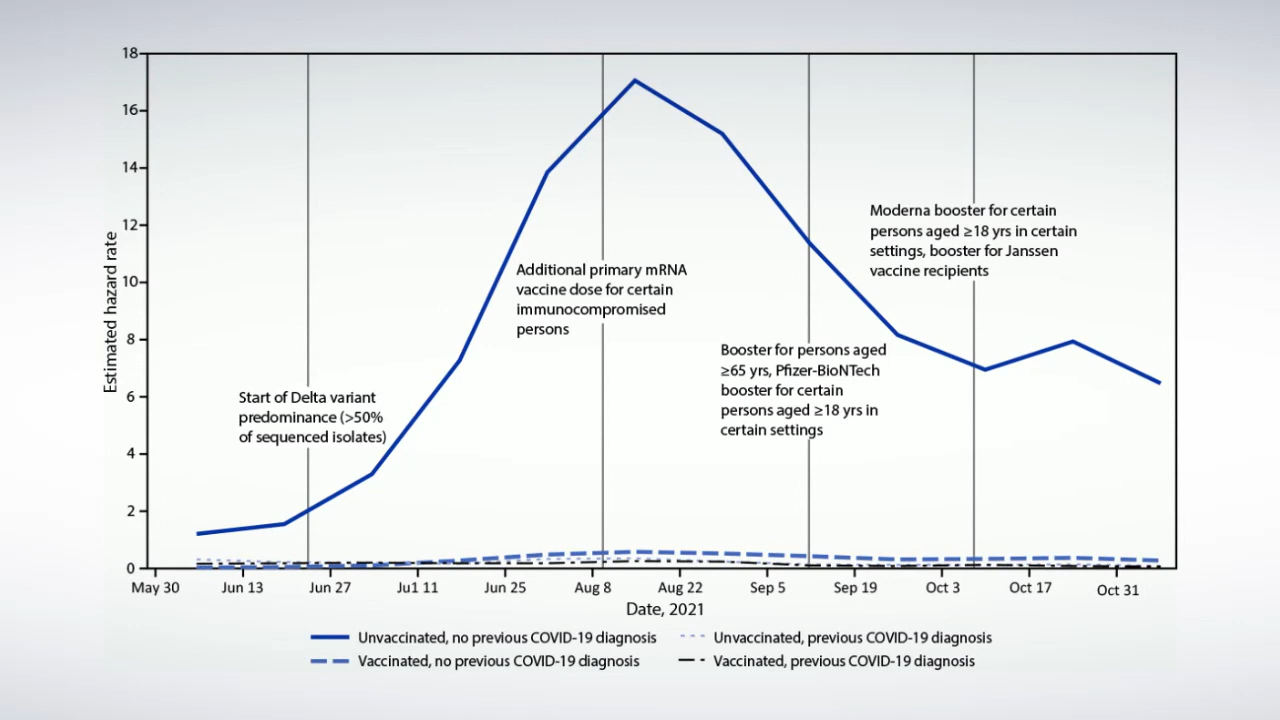 18
16
14
12
10
8
6
4
2
0
Estimated hazard rate
Moderna booster for certain
persons aged ≥18 yrs in certain
settings, booster for Janssen
vaccine recipients
Additional primary mRNA
vaccine dose for certain
immunocompromised
persons
Booster for persons aged
≥65 yrs, Pfizer-BioNTech
booster for certain
persons aged ≥18 yrs in
certain settings
Start of Delta variant
predominance (>50%
of sequenced isolates)
May 30 Jun 13 Jun 27 Ju1 11 Jun 25 Aug 8 Aug 22 Sep 5 Sep 19 Oct 3 Oct 17 Oct 31
Date, 2021
Unvaccinated, no previous COVID-19 diagnosis Unvaccinated, previous COVID-19 diagnosis
Vaccinated, no previous COVID-19 diagnosis Vaccinated, previous COVID-19 diagnosis